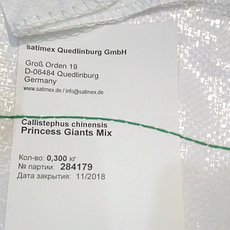 satimex Quedlinburg GmbH
Groß Orden 19
D-06484 Quedlinburg
Germany
www.satimex.de / info@satimex.de
Callistephus chinensis
Princess Giants Mix
Кол-во: 0,300 кг
№ партии: 284179
Дата закрытия: 11/2018